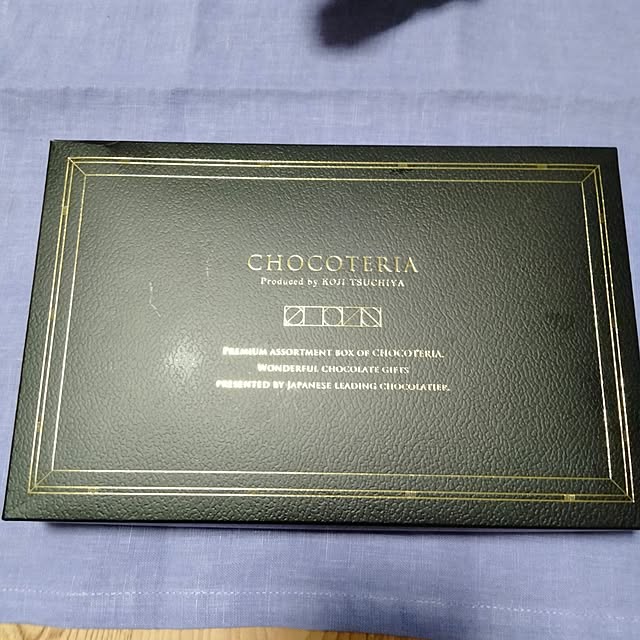 CHOCOTERIA
Produced by KOJI TSUCHIYA
PREMIUM ASSORTMENT BOX OF CHOCOTERIA.
WONDERFUL CHOCOLATE GIFTS
PRESENTED BY JAPANESE LEADING CHOCOLATIER.